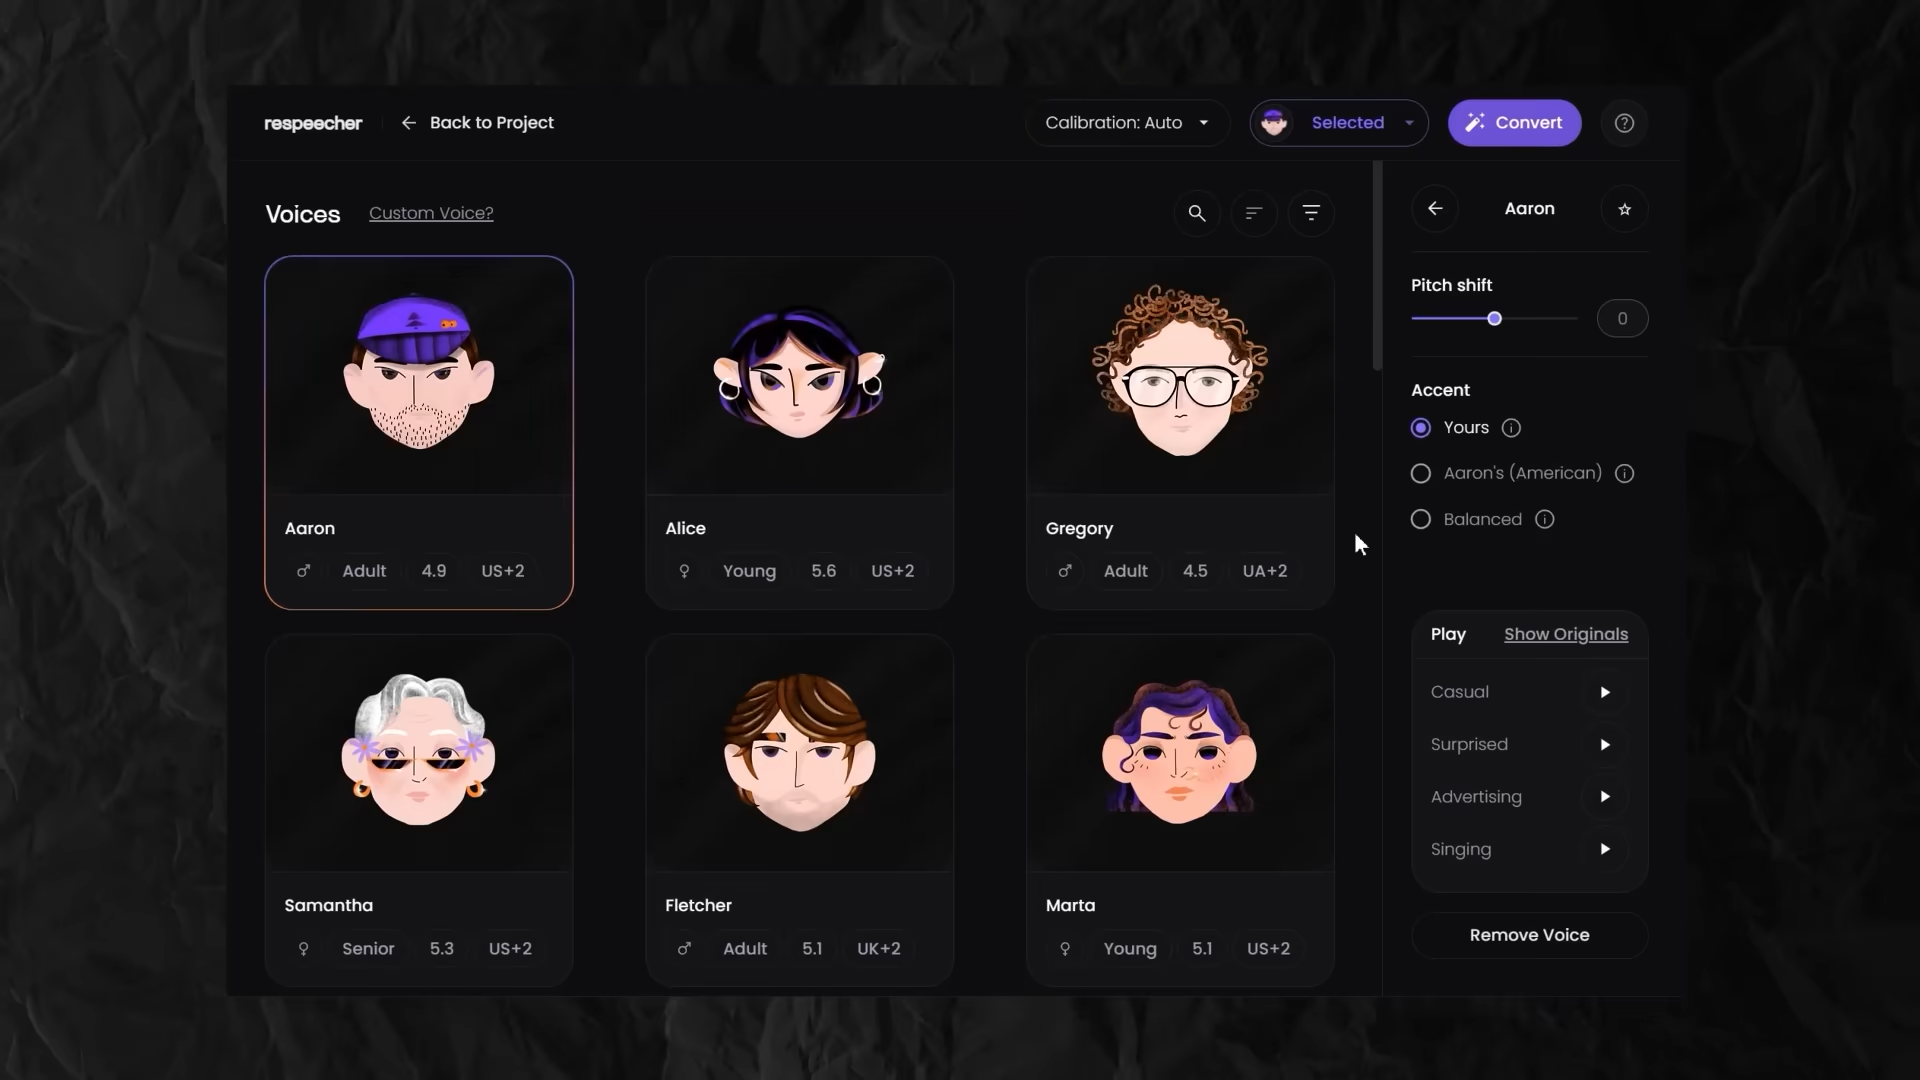 respeecher
Back to Project
Calibration: Auto
Selected
Convert
Voices
Custom Voice?
Aaron
Adult 4.9 US+2
Alice
Young 5.6 US+2
Gregory
Adult 4.5 UA+2
Samantha
Senior 5.3 US+2
Fletcher
Adult 5.1 UK+2
Marta
Young 5.1 US+2
Aaron
Pitch shift
0
Accent
Yours
Aaron's (American)
Balanced
Play Show Originals
Casual
Surprised
Advertising
Singing
Remove Voice